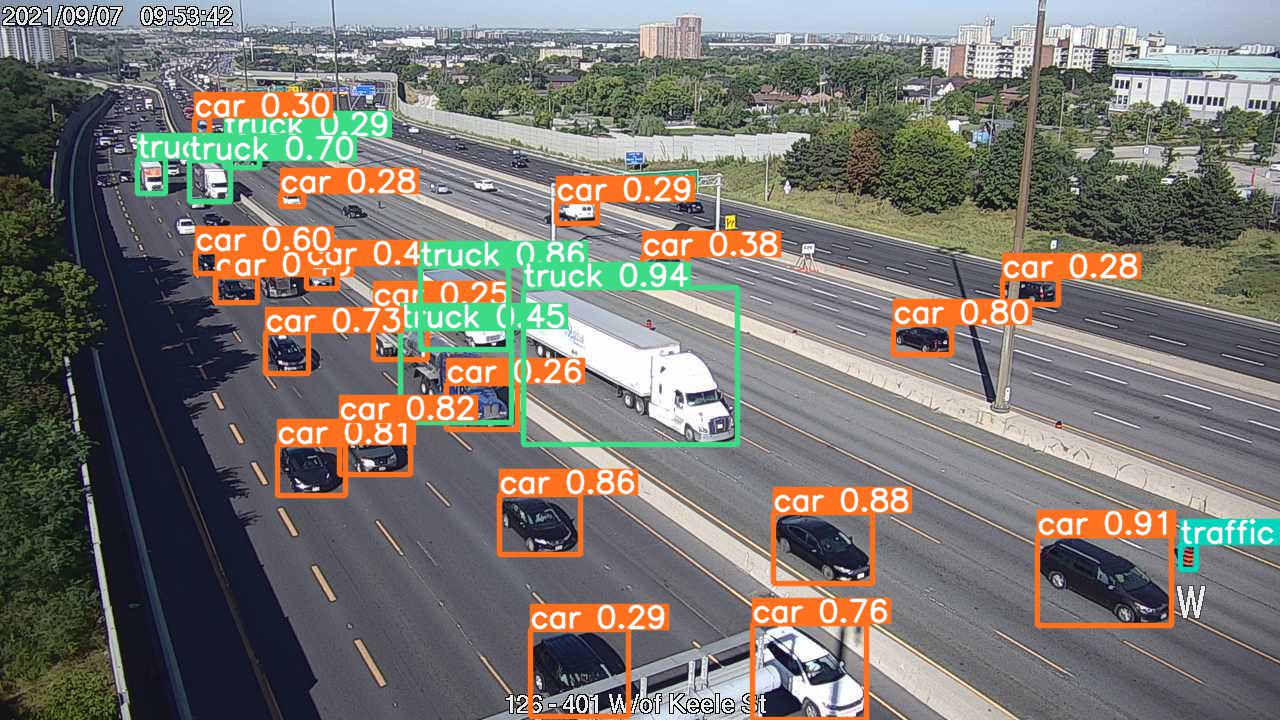 2021/09/07 09:53:42
car 0.30
truck 0.29
truck 0.70
car 0.28
car 0.29
car 0.60
car 0.4
truck 0.86
car 0.38
truck 0.94
car 0.28
car 0.25
truck 0.45
car 0.73
car 0.80
car 0.26
car 0.82
car 0.81
car 0.86
car 0.88
car 0.91
traffic
W
car 0.29
car 0.76
126 - 401 W/of Keele St